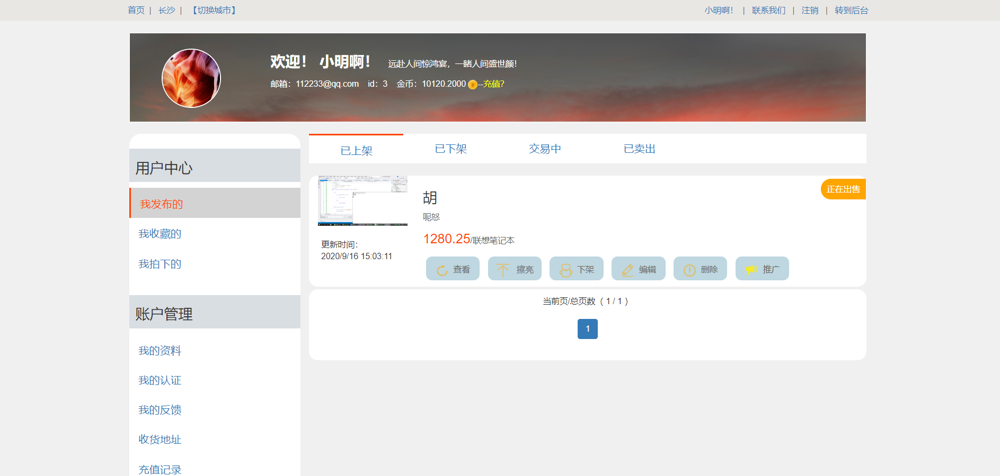 首页 | 长沙 | 【切换城市】
小明啊！ | 联系我们 | 注销 | 转到后台
欢迎！ 小明啊！ 远赴人间惊鸿宴，一睹人间盛世颜！
邮箱：112233@qq.com id：3 金币：10120.2000 --充值?
用户中心
我发布的
我收藏的
我拍下的
账户管理
我的资料
我的认证
我的反馈
收货地址
充值记录
已上架 已下架 交易中 已卖出
正在出售
胡
呢怒
1280.25/联想笔记本
更新时间：
2020/9/16 15:03:11
查看 擦亮 下架 编辑 删除 推广
当前页/总页数 （ 1 / 1 ）
1